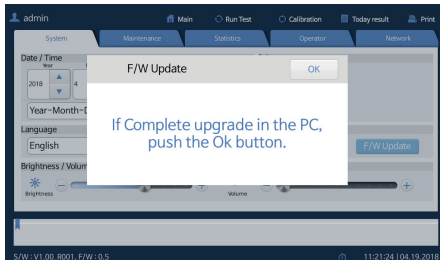 admin Main Run Test Calibration Today result Print
System Maintenance Statistics Operator Network
Date / Time
Year
2018 4
Year-Month-D
F/W Update OK
If Complete upgrade in the PC,
push the Ok button.
Language
English F/W Update
Brightness / Volum
Brightness Volume
S/W : V1.00_R001, F/W : 0.5 11:21:24 | 04.19.2018